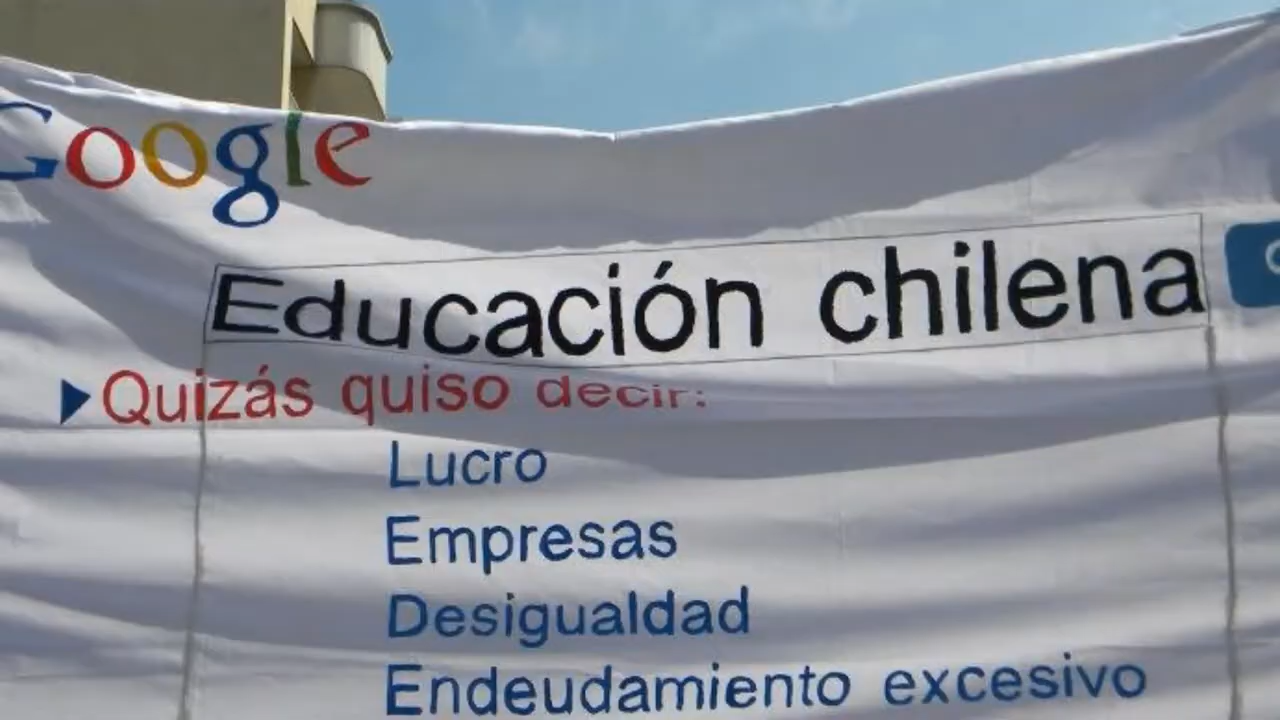 Google
Educación chilena
Quizás quiso decir:
Lucro
Empresas
Desigualdad
Endeudamiento excesivo